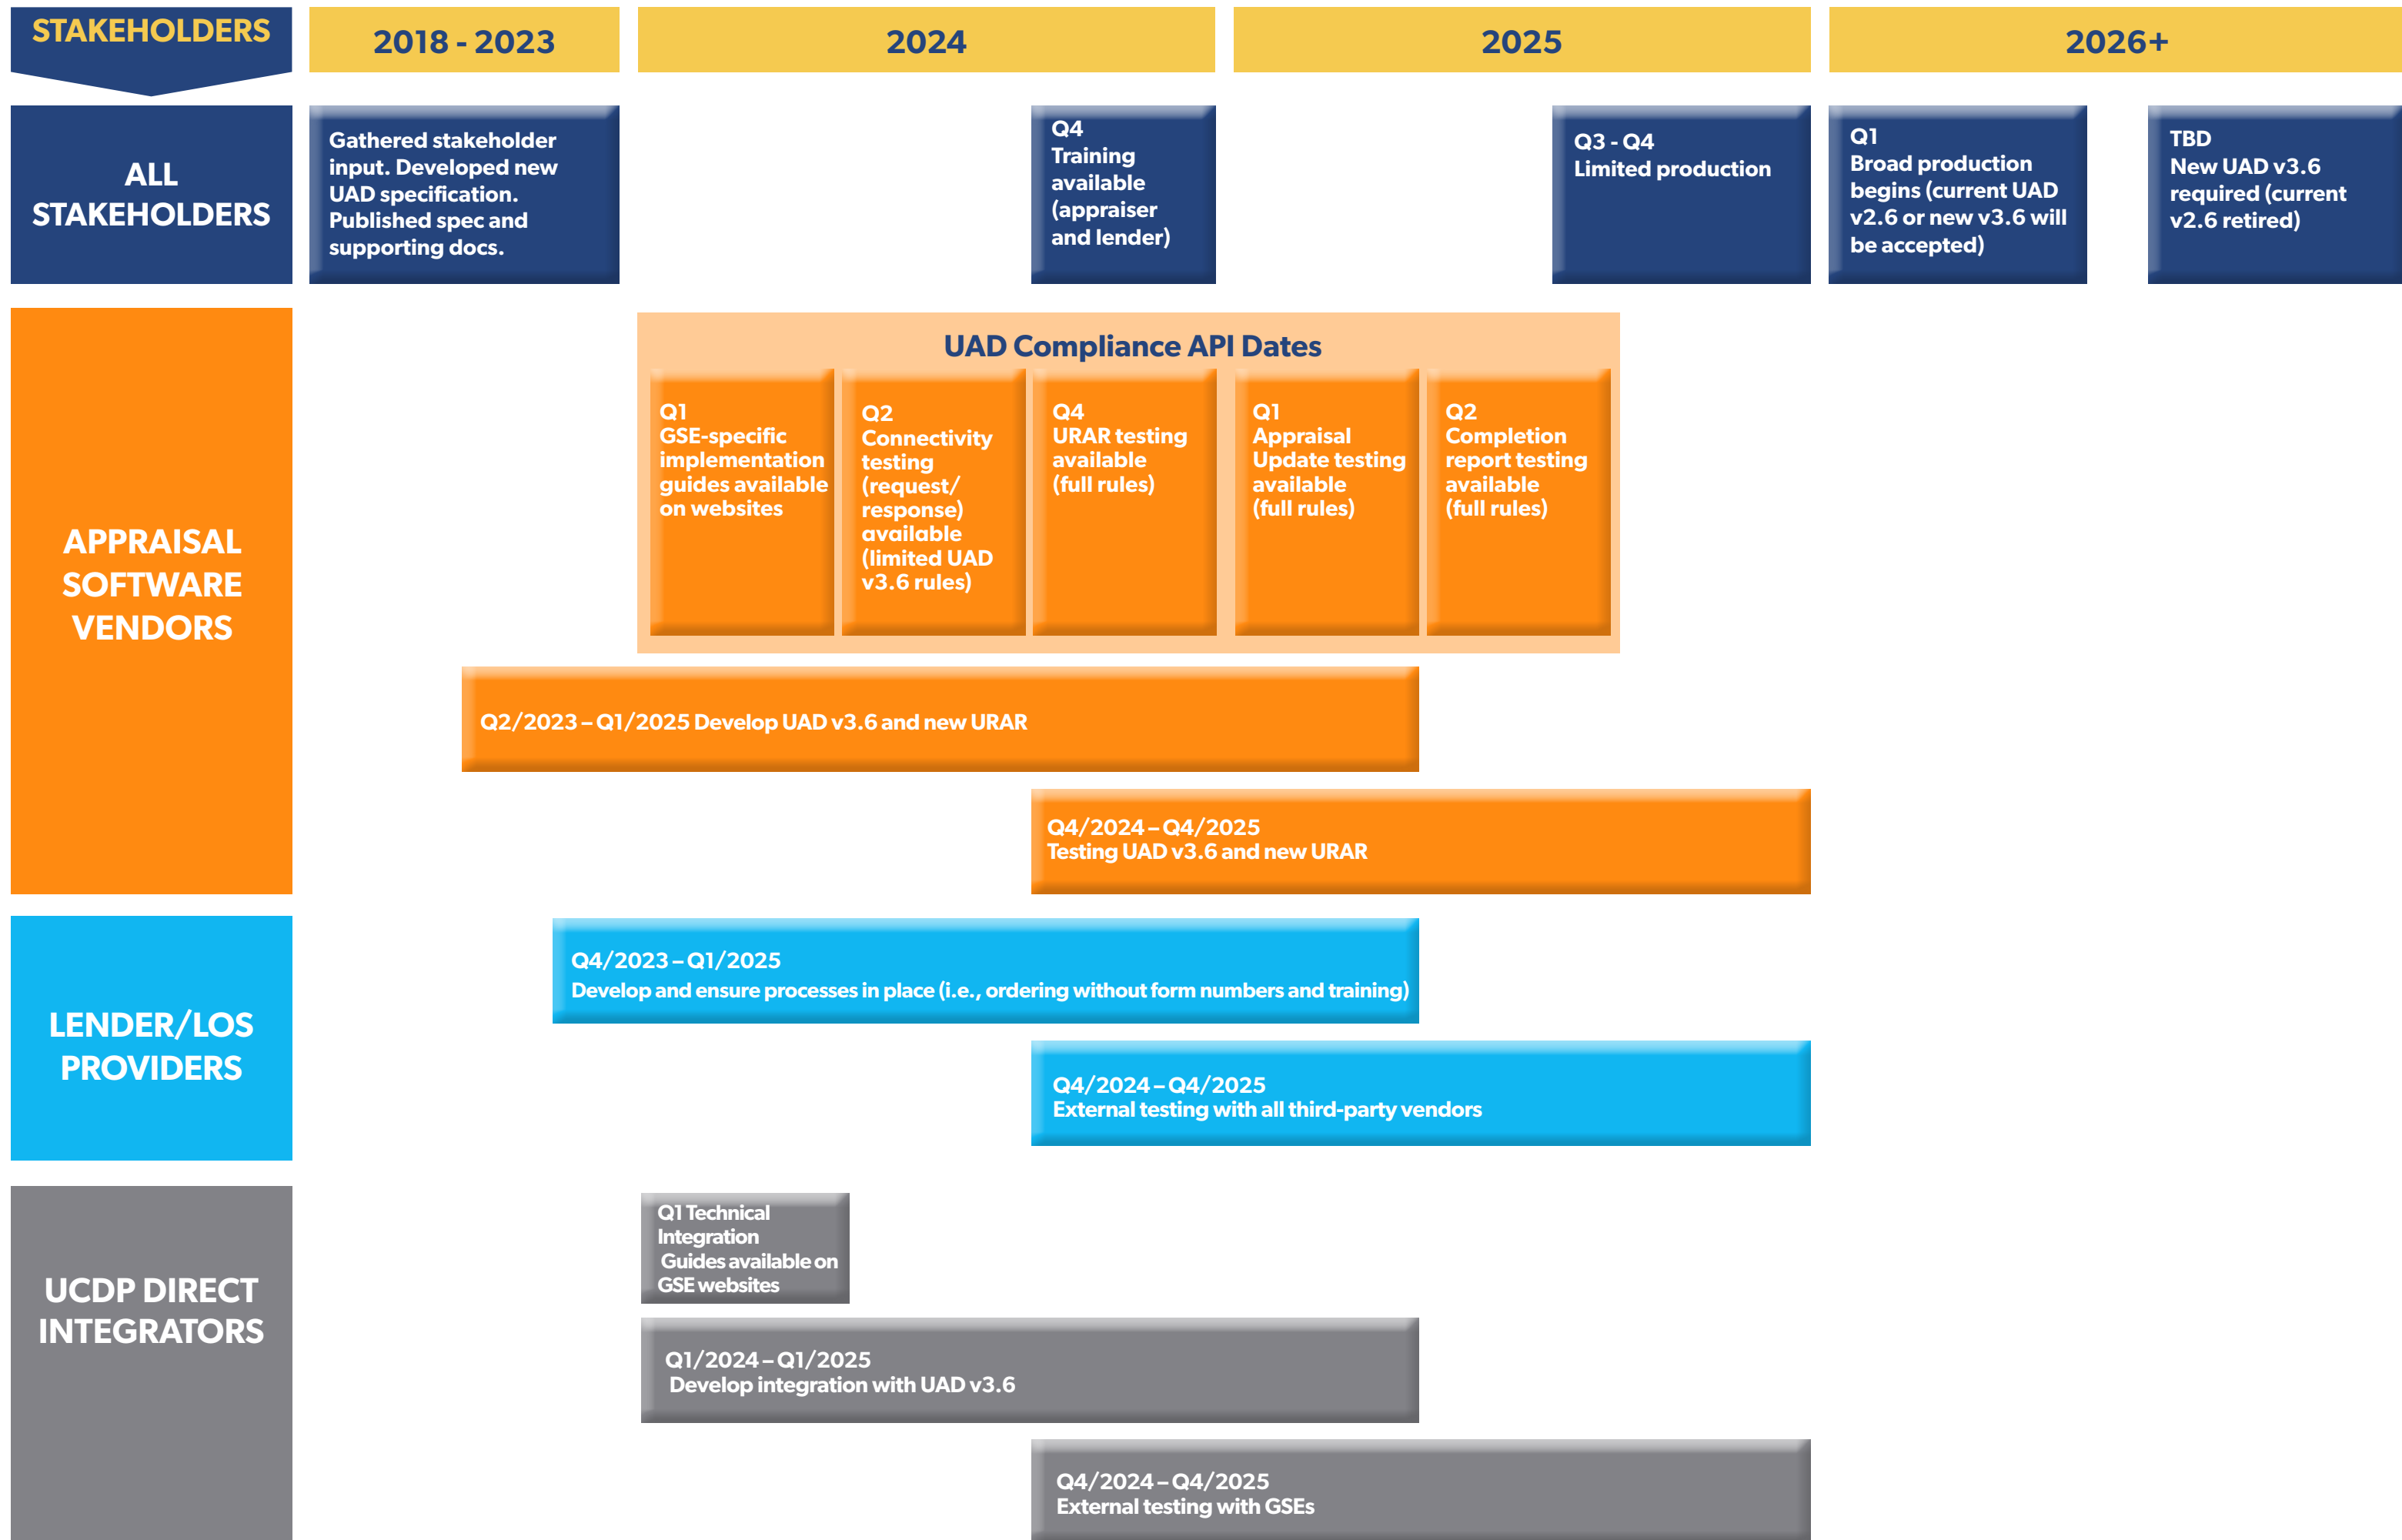 STAKEHOLDERS
2018 - 2023
2024
2025
2026+
ALL
STAKEHOLDERS
Gathered stakeholder
input. Developed new
UAD specification.
Published spec and
supporting docs.
Q4
Training
available
(appraiser
and lender)
Q3 - Q4
Limited production
Q1
Broad production
begins (current UAD
v2.6 or new v3.6 will
be accepted)
TBD
New UAD v3.6
required (current
v2.6 retired)
APPRAISAL
SOFTWARE
VENDORS
UAD Compliance API Dates
Q1
GSE-specific
implementation
guides available
on websites
Q2
Connectivity
testing
(request/
response)
available
(limited UAD
v3.6 rules)
Q4
URAR testing
available
(full rules)
Q1
Appraisal
Update testing
available
(full rules)
Q2
Completion
report testing
available
(full rules)
Q2/2023 – Q1/2025 Develop UAD v3.6 and new URAR
Q4/2024 – Q4/2025
Testing UAD v3.6 and new URAR
LENDER/LOS
PROVIDERS
Q4/2023 – Q1/2025
Develop and ensure processes in place (i.e., ordering without form numbers and training)
Q4/2024 – Q4/2025
External testing with all third-party vendors
UCDP DIRECT
INTEGRATORS
Q1 Technical
Integration
Guides available on
GSE websites
Q1/2024 – Q1/2025
Develop integration with UAD v3.6
Q4/2024 – Q4/2025
External testing with GSEs